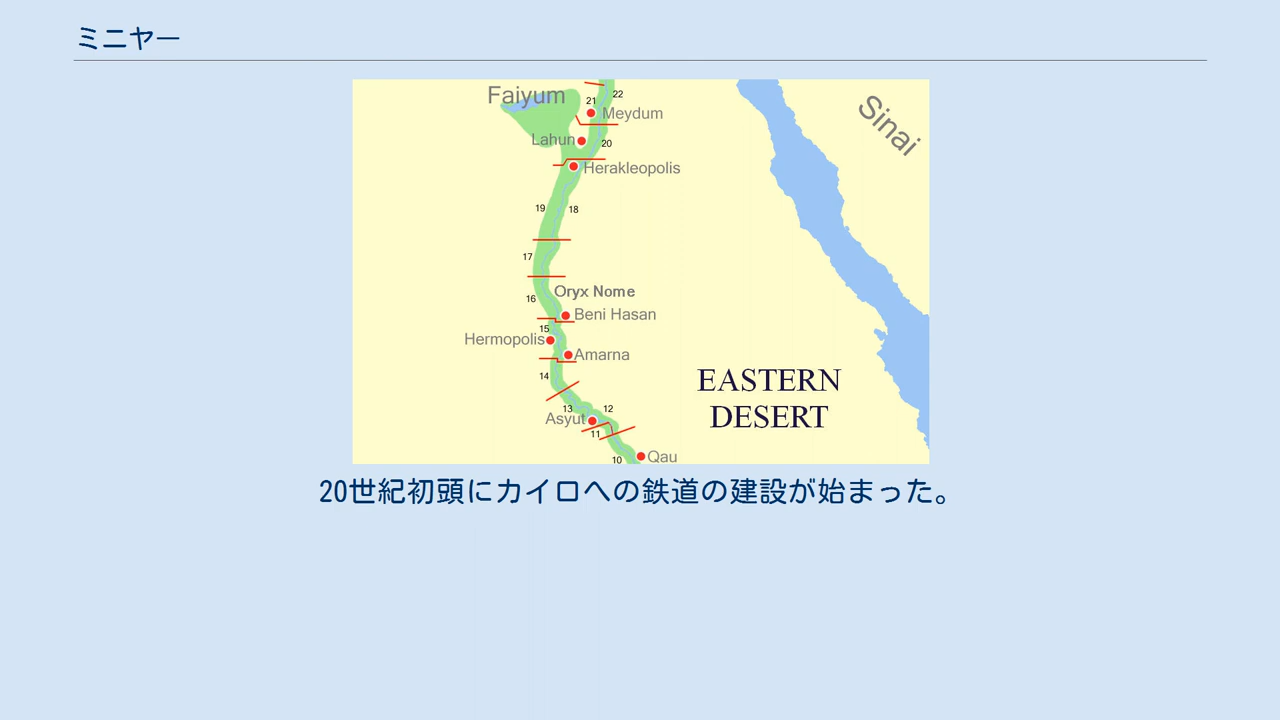 ミニヤー
Faiyum
22
21
Meydum
Lahun
20
Herakleopolis
19
18
17
16
Oryx Nome
Beni Hasan
15
Hermopolis
Amarna
14
13
12
Asyut
11
10
Qau
Sinai
EASTERN
DESERT
20世紀初頭にカイロへの鉄道の建設が始まった。